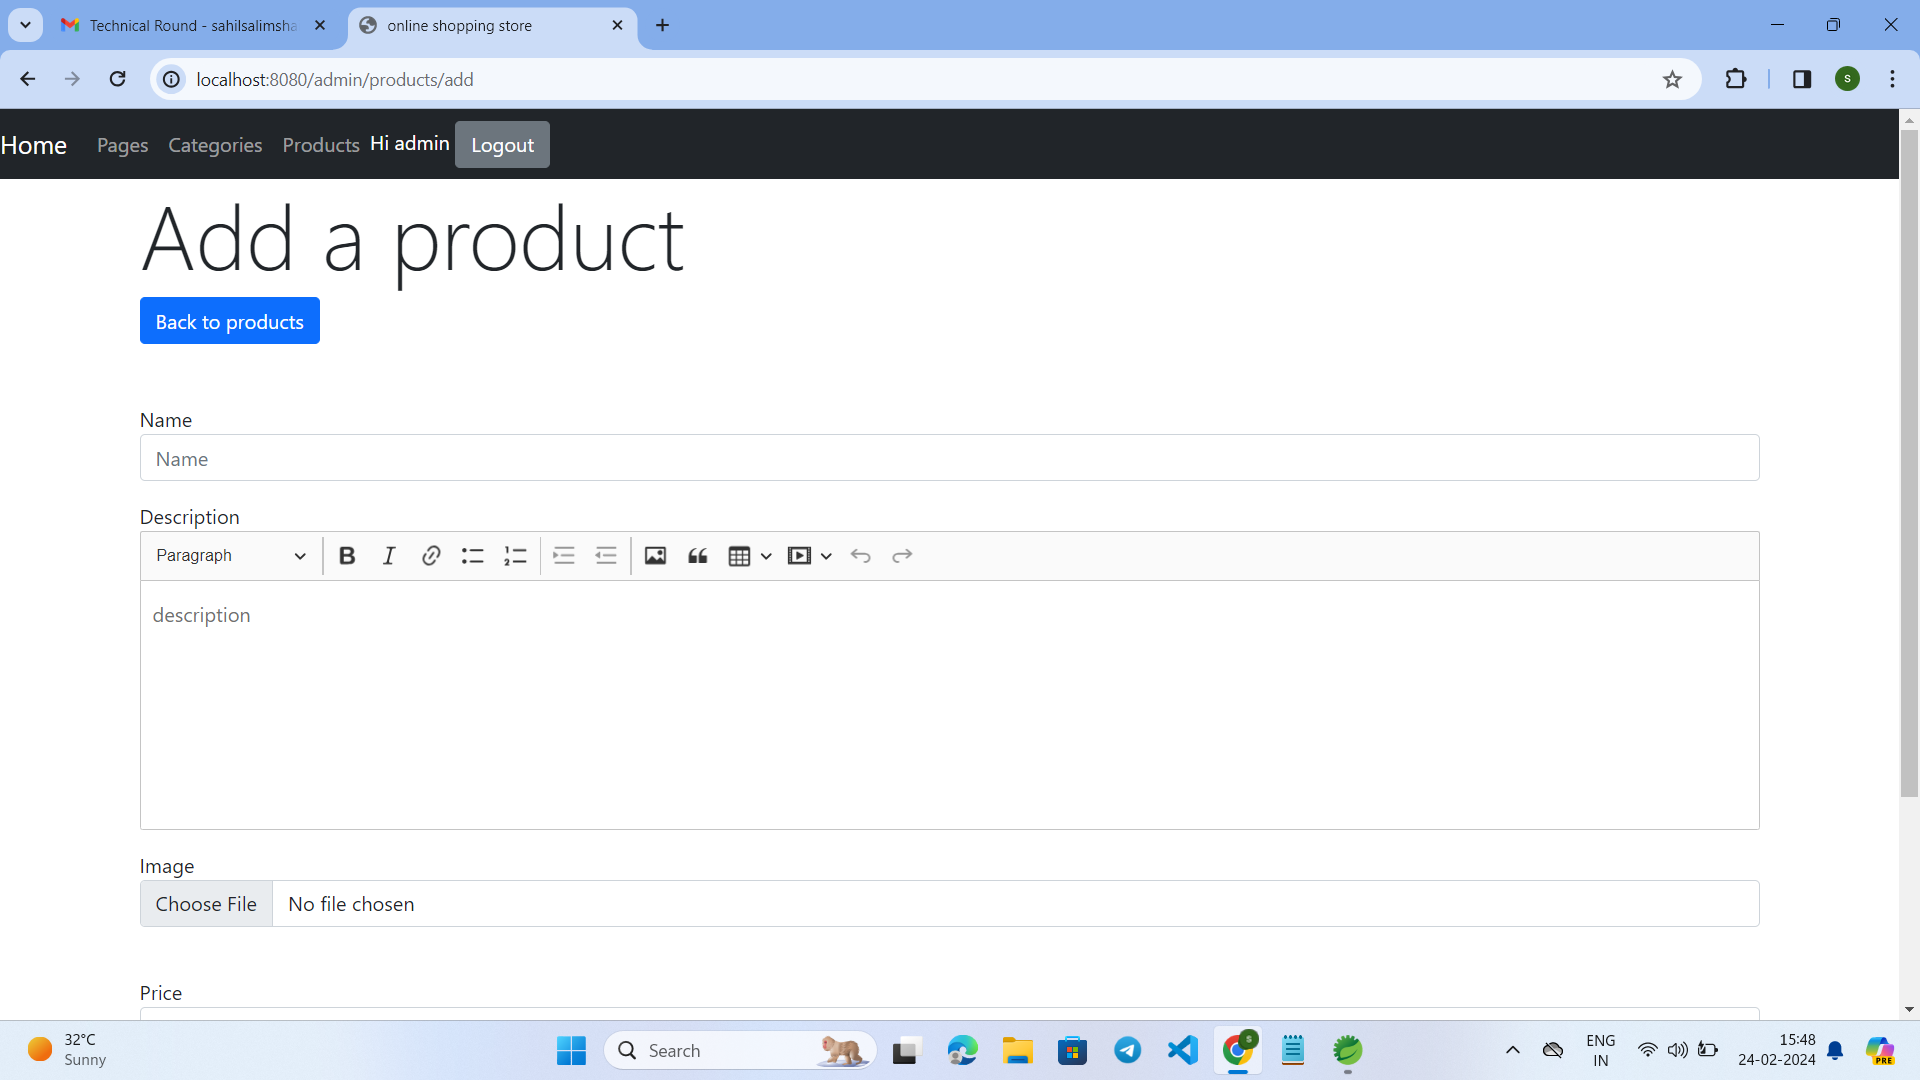 Technical Round - sahilsalimsha
online shopping store
localhost:8080/admin/products/add
S
Home Pages Categories Products Hi admin Logout
Add a product
Back to products
Name
Name
Description
Paragraph
description
Image
Choose File No file chosen
Price
32°C
Sunny
Search
S
ENG
IN
15:48
24-02-2024
PRE